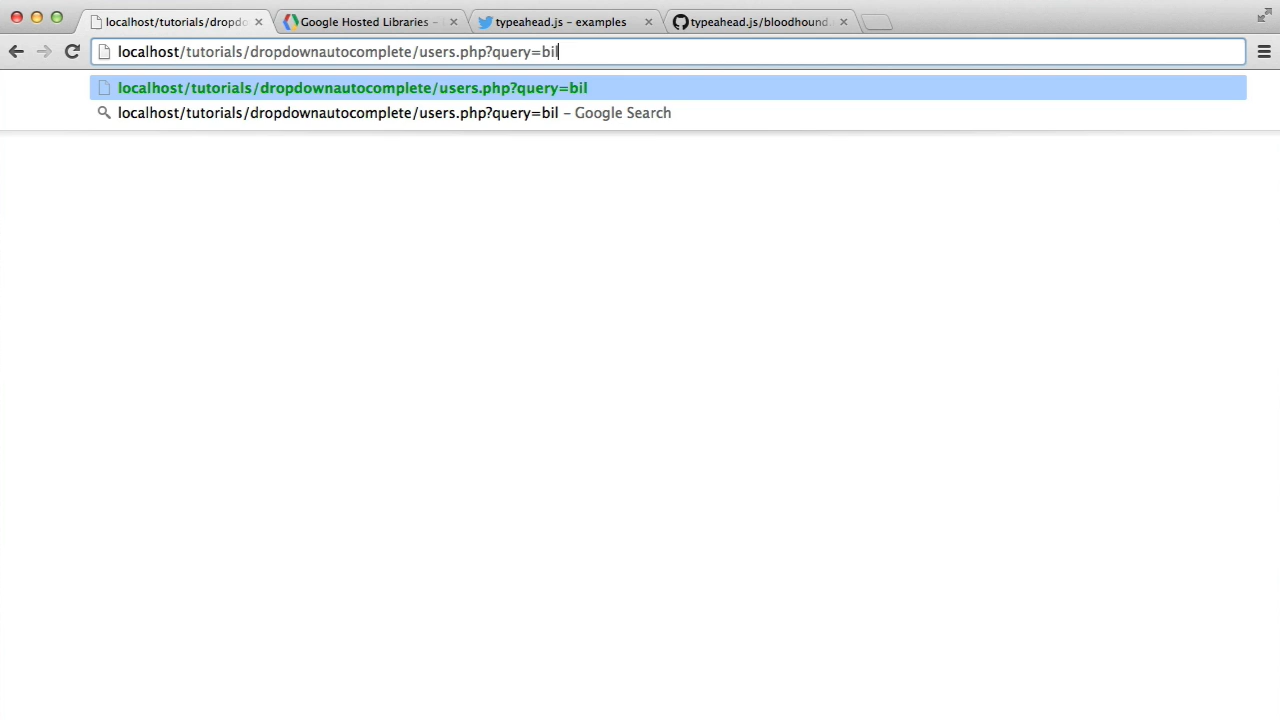 localhost/tutorials/dropdo
Google Hosted Libraries –
typeahead.js – examples
typeahead.js/bloodhound.
localhost/tutorials/dropdownautocomplete/users.php?query=bil
localhost/tutorials/dropdownautocomplete/users.php?query=bil
localhost/tutorials/dropdownautocomplete/users.php?query=bil – Google Search